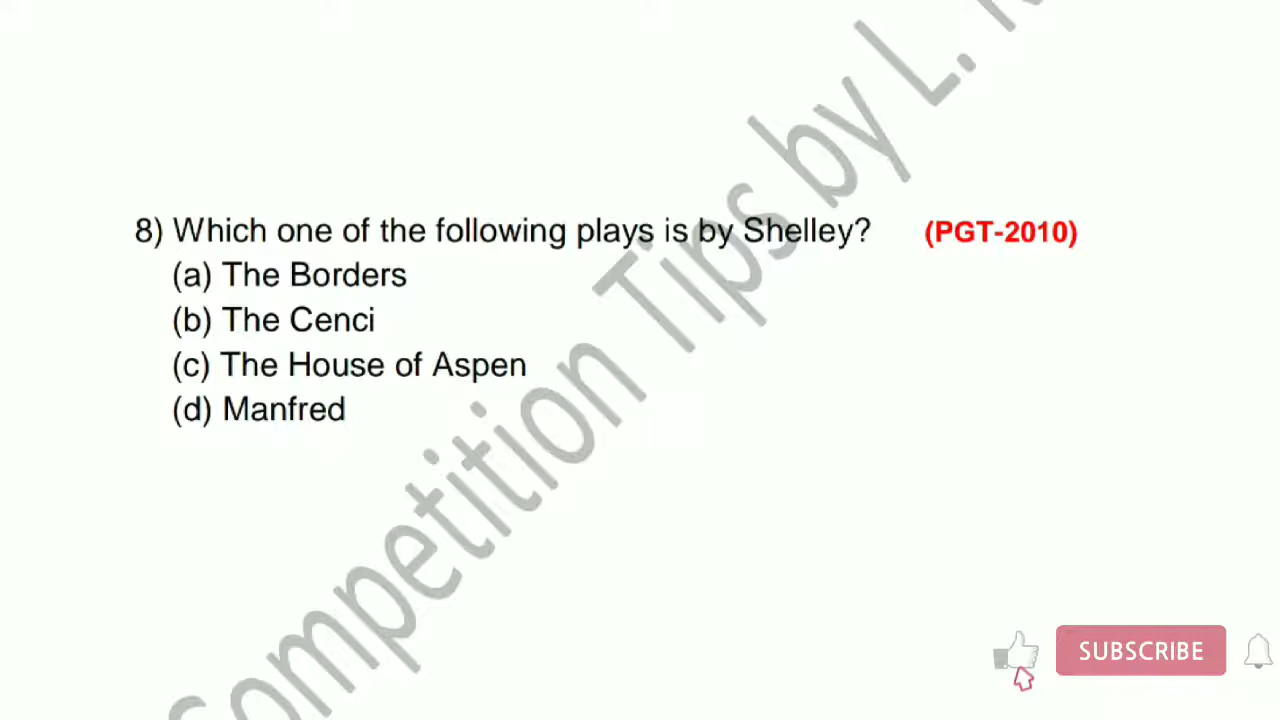 8) Which one of the following plays is by Shelley? (PGT-2010)
(a) The Borders
(b) The Cenci
(c) The House of Aspen
(d) Manfred
Competition Tips by L.
SUBSCRIBE